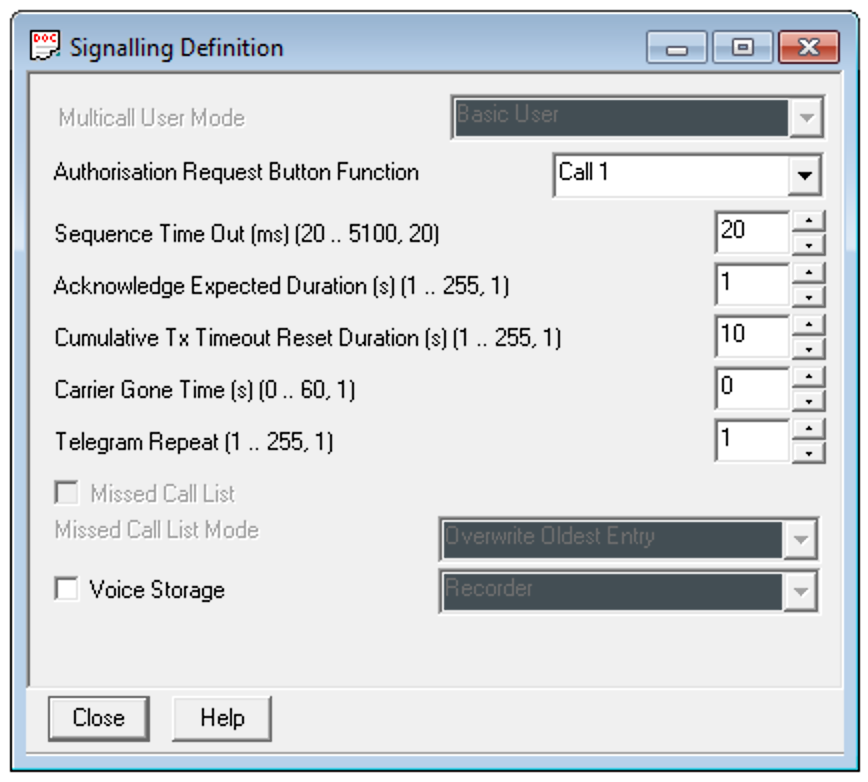 DOC
Signalling Definition
Multicall User Mode Basic User
Authorisation Request Button Function Call 1
Sequence Time Out (ms) (20 .. 5100, 20) 20
Acknowledge Expected Duration (s) (1 .. 255, 1) 1
Cumulative Tx Timeout Reset Duration (s) (1 .. 255, 1) 10
Carrier Gone Time (s) (0 .. 60, 1) 0
Telegram Repeat (1 .. 255, 1) 1
Missed Call List
Missed Call List Mode Overwrite Oldest Entry
Voice Storage Recorder
Close Help